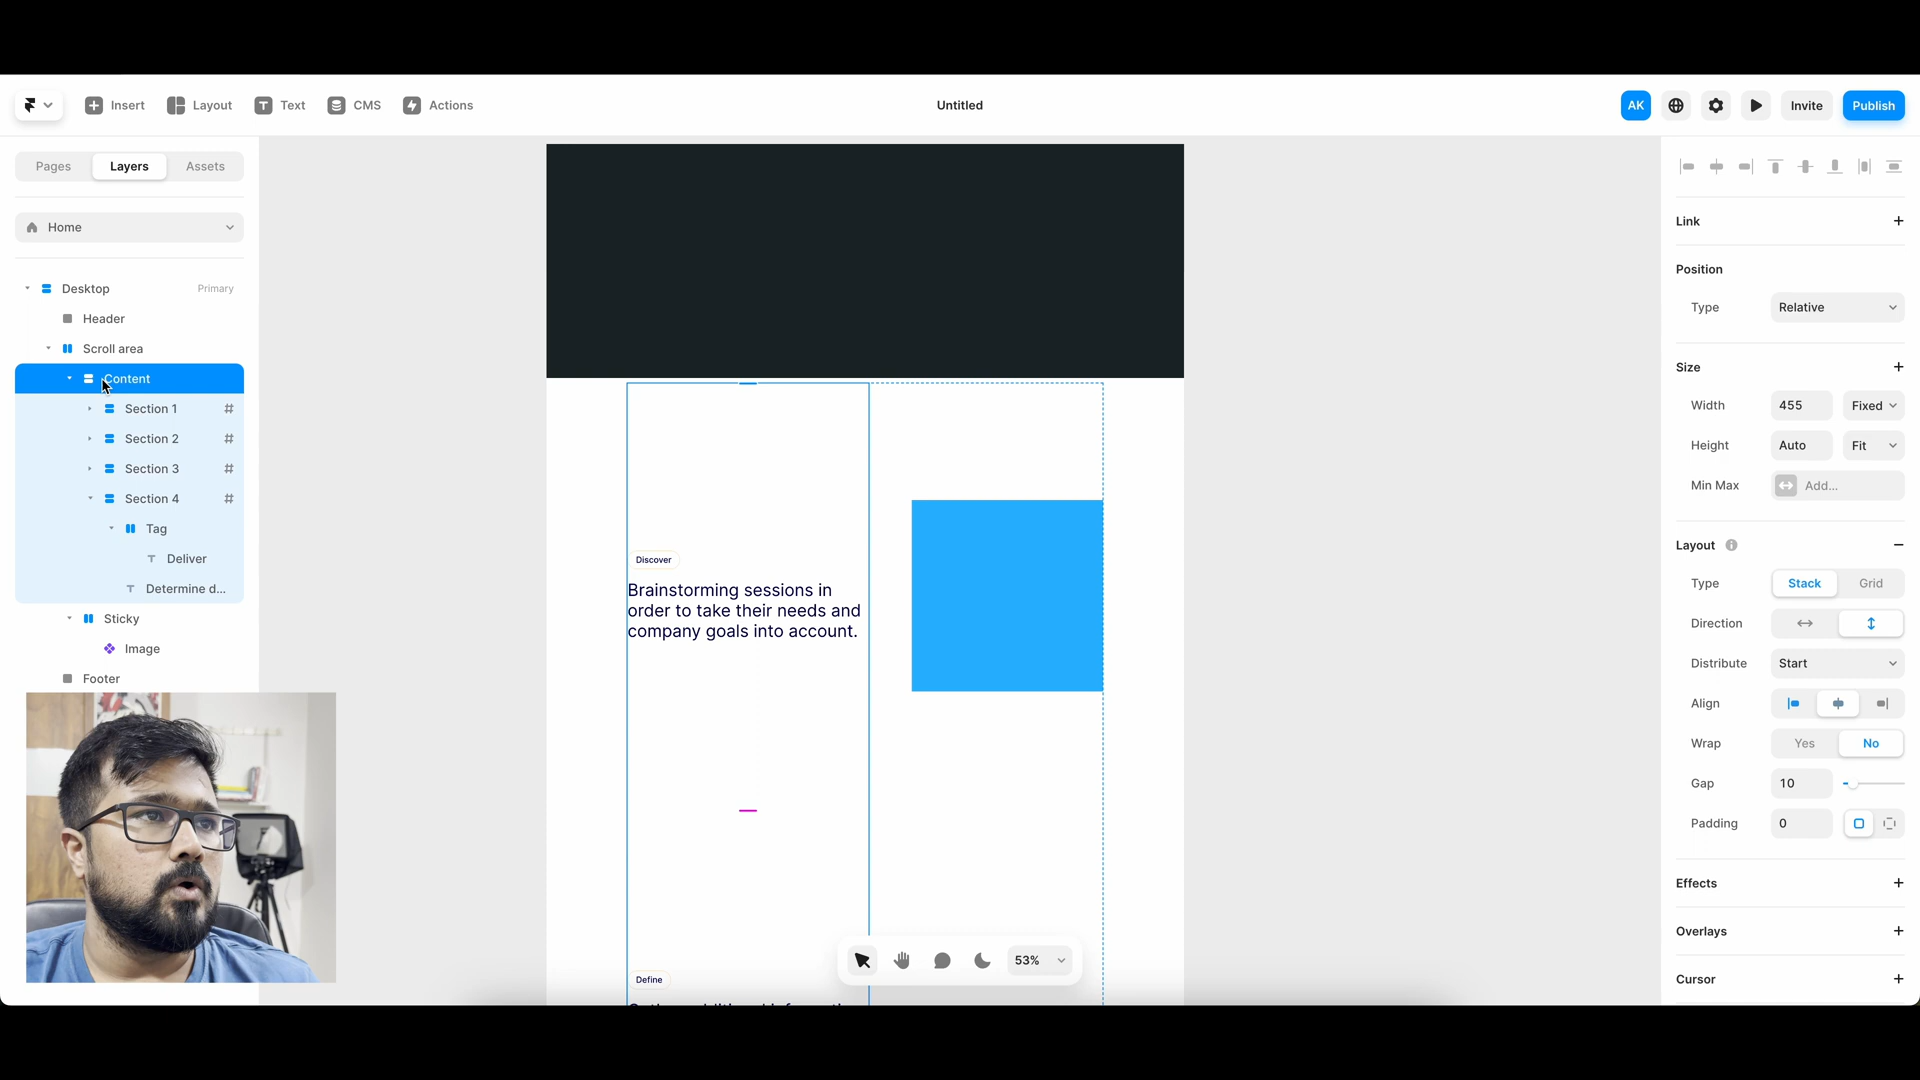 Insert
Layout
Text
CMS
Actions
Untitled
AK
Invite
Publish
Pages
Layers
Assets
Home
Desktop
Primary
Header
Scroll area
Content
Section 1
Section 2
Section 3
Section 4
Tag
Deliver
Determine d...
Sticky
Image
Footer
Discover
Brainstorming sessions in
order to take their needs and
company goals into account.
Define
53%
Link
Position
Type
Relative
Size
Width
455
Fixed
Height
Auto
Fit
Min Max
Add...
Layout
Type
Stack
Grid
Direction
Distribute
Start
Align
Wrap
Yes
No
Gap
10
Padding
0
Effects
Overlays
Cursor